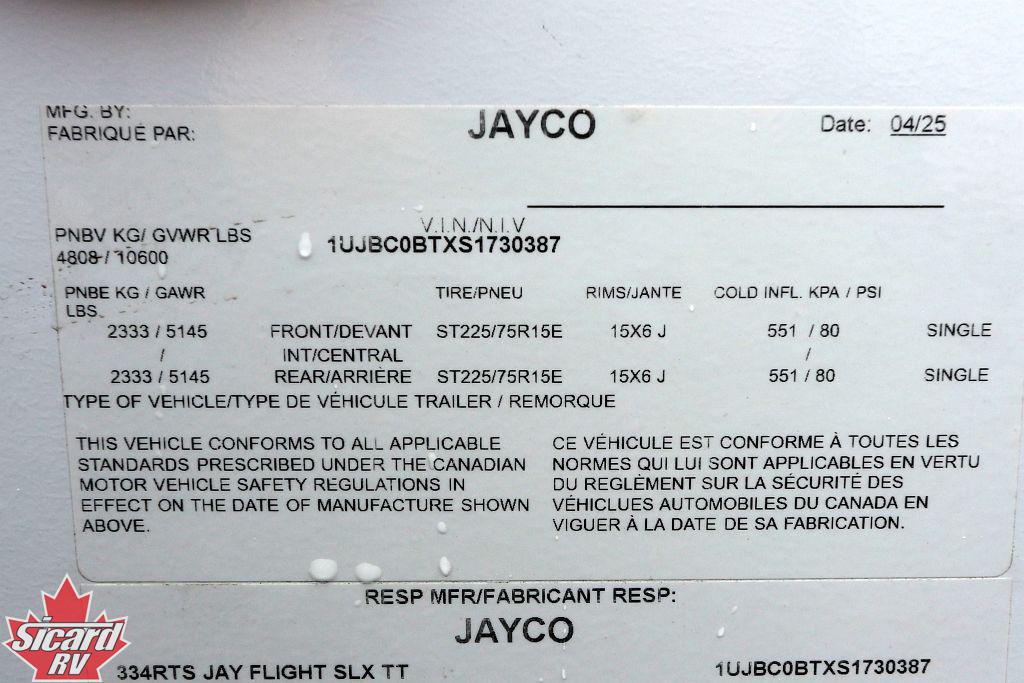 MFG. BY:
FABRIQUÉ PAR:
JAYCO
Date: 04/25
V.I.N./N.I.V
PNBV KG/ GVWR LBS
1UJBC0BTXS1730387
4808 / 10600
PNBE KG / GAWR LBS TIRE/PNEU RIMS/JANTE COLD INFL. KPA / PSI
2333 / 5145 FRONT/DEVANT ST225/75R15E 15X6 J 551 / 80 SINGLE
/ INT/CENTRAL /
2333 / 5145 REAR/ARRIÈRE ST225/75R15E 15X6 J 551 / 80 SINGLE
TYPE OF VEHICLE/TYPE DE VÉHICULE TRAILER / REMORQUE
THIS VEHICLE CONFORMS TO ALL APPLICABLE
STANDARDS PRESCRIBED UNDER THE CANADIAN
MOTOR VEHICLE SAFETY REGULATIONS IN
EFFECT ON THE DATE OF MANUFACTURE SHOWN
ABOVE.
CE VÉHICULE EST CONFORME À TOUTES LES
NORMES QUI LUI SONT APPLICABLES EN VERTU
DU REGLÉMENT SUR LA SÉCURITÉ DES
VÉHICLUES AUTOMOBILES DU CANADA EN
VIGUER À LA DATE DE SA FABRICATION.
RESP MFR/FABRICANT RESP:
JAYCO
334RTS JAY FLIGHT SLX TT 1UJBC0BTXS1730387
Sicard
RV